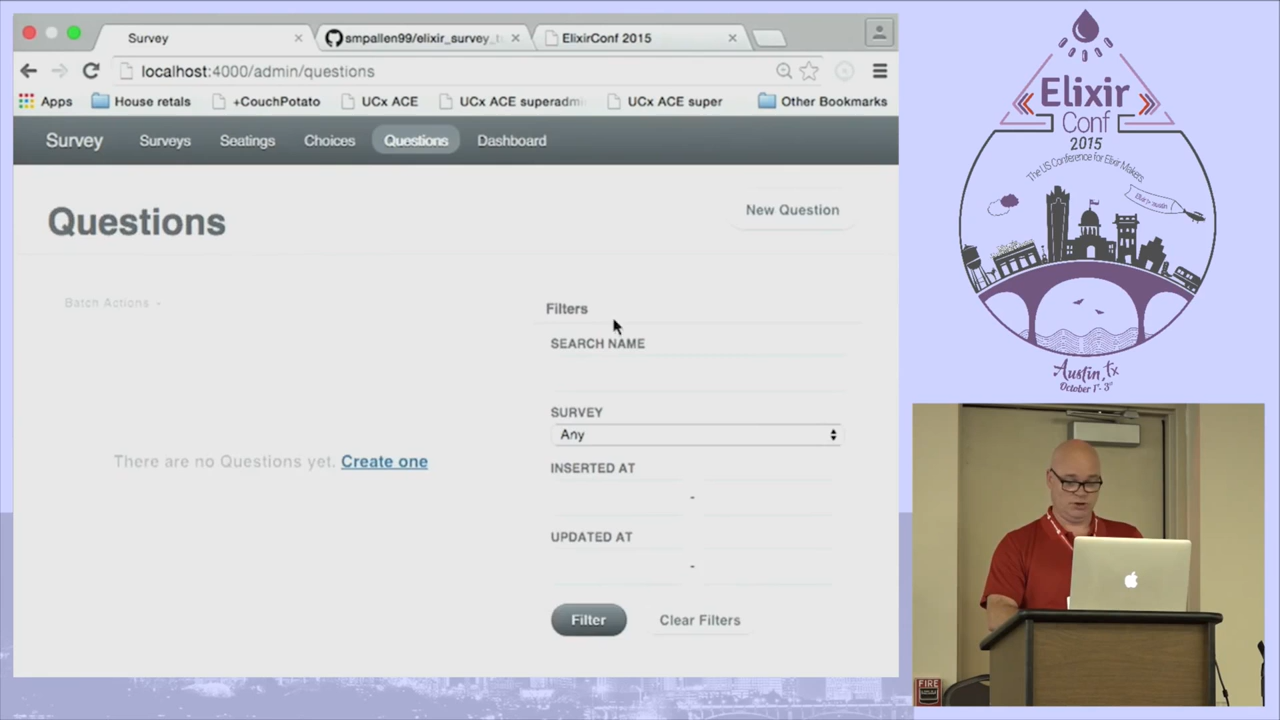 Survey
smpallen99/elixir_survey_t
ElixirConf 2015
localhost:4000/admin/questions
Apps
House retals
+CouchPotato
UCx ACE
UCx ACE superadmi
UCx ACE super
Other Bookmarks
Survey
Surveys
Seatings
Choices
Questions
Dashboard
Questions
New Question
Batch Actions
Filters
SEARCH NAME
SURVEY
Any
There are no Questions yet. Create one
INSERTED AT
-
UPDATED AT
-
Filter
Clear Filters
Elixir
Conf
2015
The US Conference for Elixir Makers
Austin, tx
October 1st - 3rd
FIRE